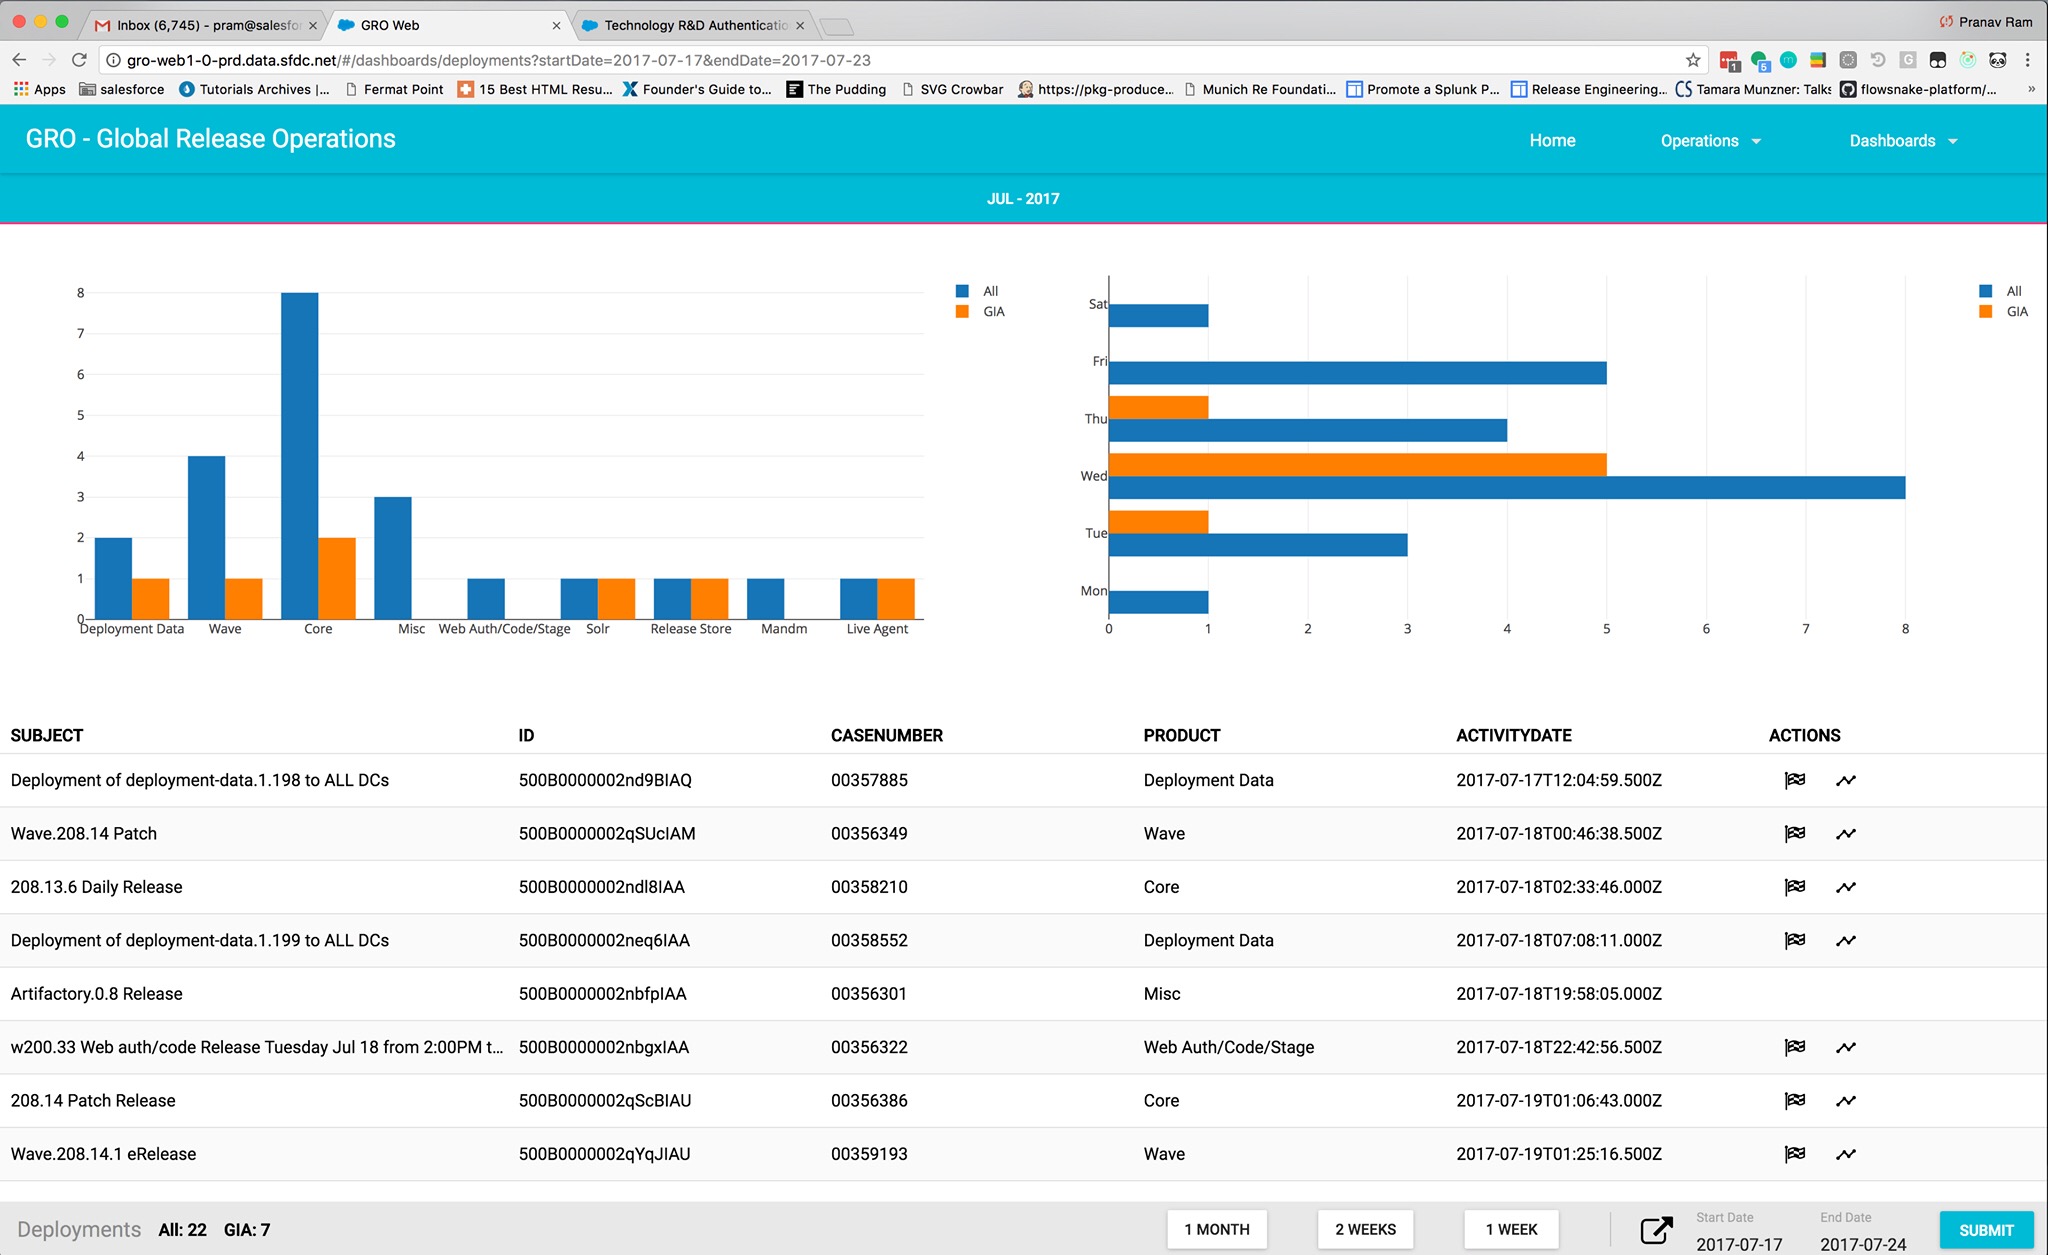 Inbox (6,745) - pram@salesfo
GRO Web
Technology R&D Authenticatio
Pranav Ram
gro-web1-0-prd.data.sfdc.net/#/dashboards/deployments?startDate=2017-07-17&endDate=2017-07-23
1
5
m
G
Apps
salesforce
Tutorials Archives |...
Fermat Point
15 Best HTML Resu...
Founder's Guide to...
The Pudding
SVG Crowbar
https://pkg-produce...
Munich Re Foundati...
Promote a Splunk P...
Release Engineering...
CS Tamara Munzner: Talks
flowsnake-platform/...
»
GRO - Global Release Operations
Home
Operations
Dashboards
JUL - 2017
8
7
6
5
4
3
2
1
0
Deployment Data Wave Core Misc Web Auth/Code/Stage Solr Release Store Mandm Live Agent
All
GIA
Sat
Fri
Thu
Wed
Tue
Mon
0 1 2 3 4 5 6 7 8
All
GIA
SUBJECT ID CASENUMBER PRODUCT ACTIVITYDATE ACTIONS
Deployment of deployment-data.1.198 to ALL DCs 500B0000002nd9BIAQ 00357885 Deployment Data 2017-07-17T12:04:59.500Z
Wave.208.14 Patch 500B0000002qSUcIAM 00356349 Wave 2017-07-18T00:46:38.500Z
208.13.6 Daily Release 500B0000002ndl8IAA 00358210 Core 2017-07-18T02:33:46.000Z
Deployment of deployment-data.1.199 to ALL DCs 500B0000002neq6IAA 00358552 Deployment Data 2017-07-18T07:08:11.000Z
Artifactory.0.8 Release 500B0000002nbfpIAA 00356301 Misc 2017-07-18T19:58:05.000Z
w200.33 Web auth/code Release Tuesday Jul 18 from 2:00PM t... 500B0000002nbgxIAA 00356322 Web Auth/Code/Stage 2017-07-18T22:42:56.500Z
208.14 Patch Release 500B0000002qScBIAU 00356386 Core 2017-07-19T01:06:43.000Z
Wave.208.14.1 eRelease 500B0000002qYqJIAU 00359193 Wave 2017-07-19T01:25:16.500Z
Deployments All: 22 GIA: 7
1 MONTH
2 WEEKS
1 WEEK
Start Date
2017-07-17
End Date
2017-07-24
SUBMIT